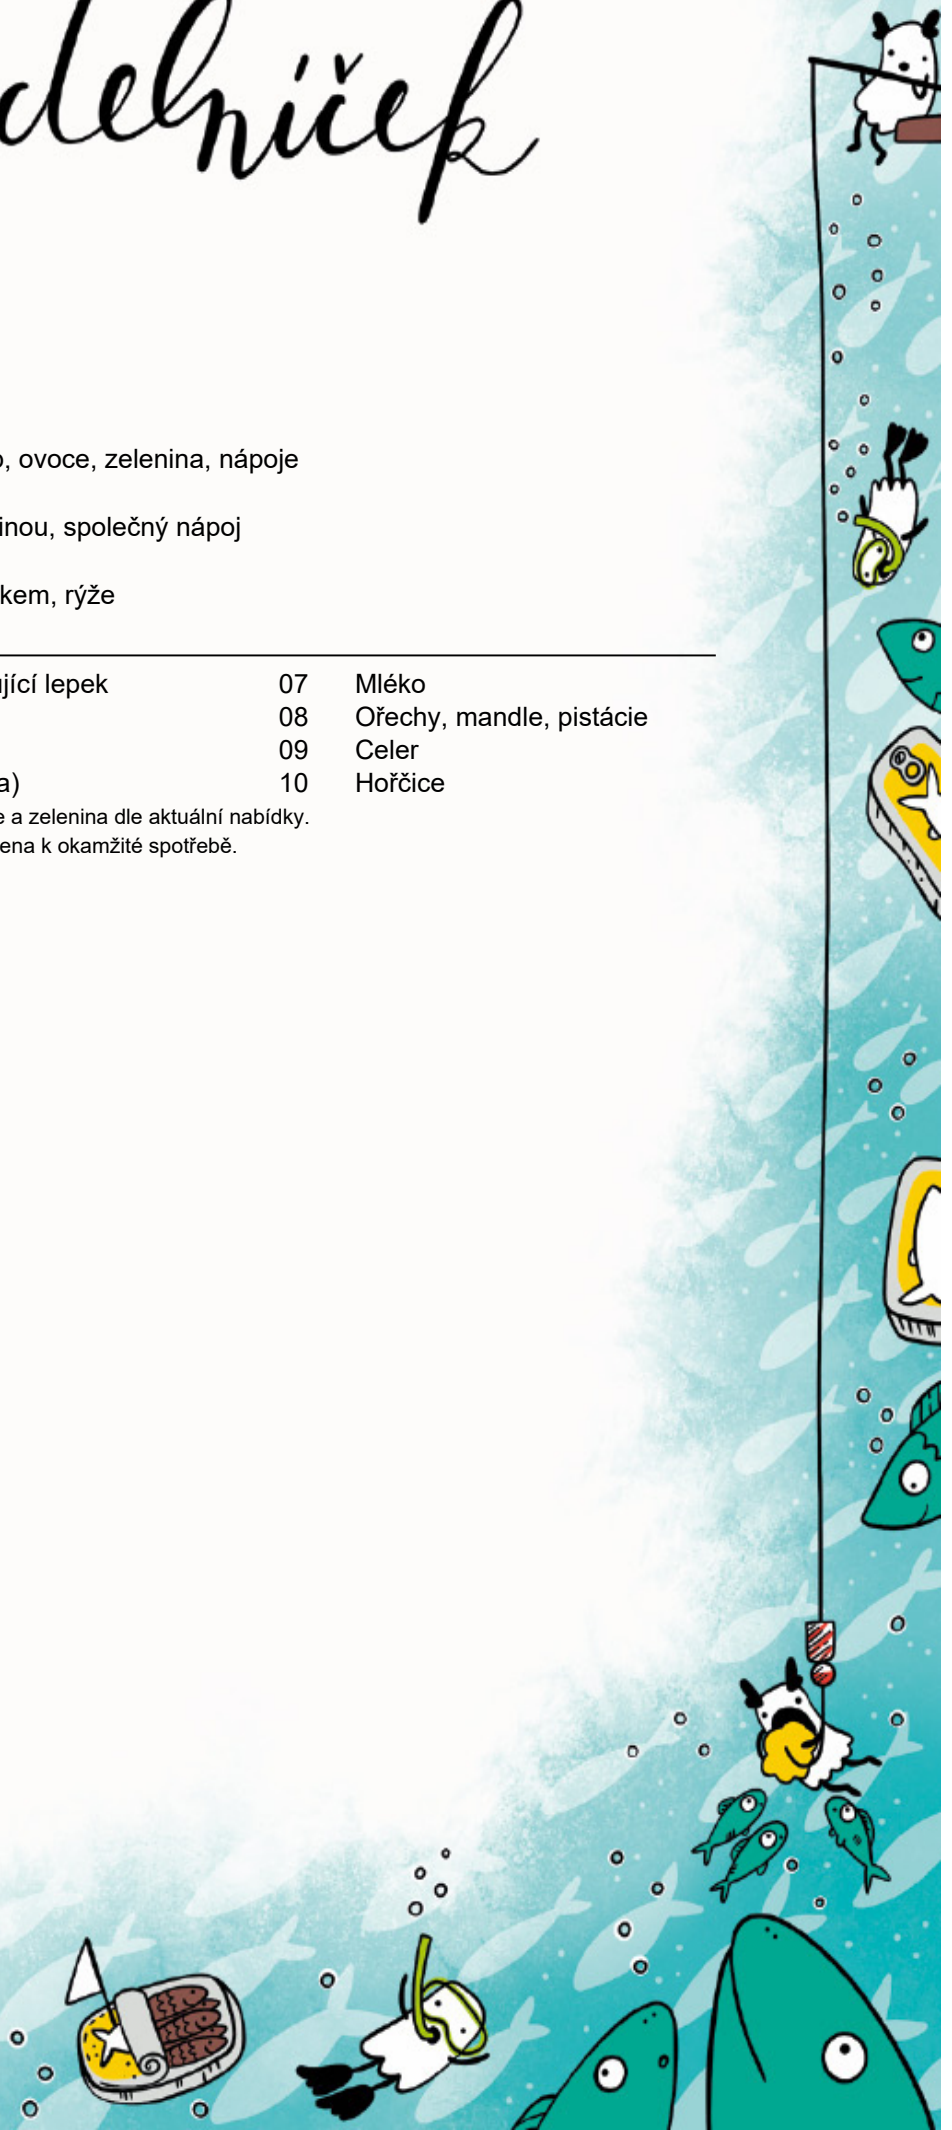 delníček
, ovoce, zelenina, nápoje
inou, společný nápoj
kem, rýže
jící lepek 07 Mléko
08 Ořechy, mandle, pistácie
09 Celer
a) 10 Hořčice
e a zelenina dle aktuální nabídky.
ena k okamžité spotřebě.